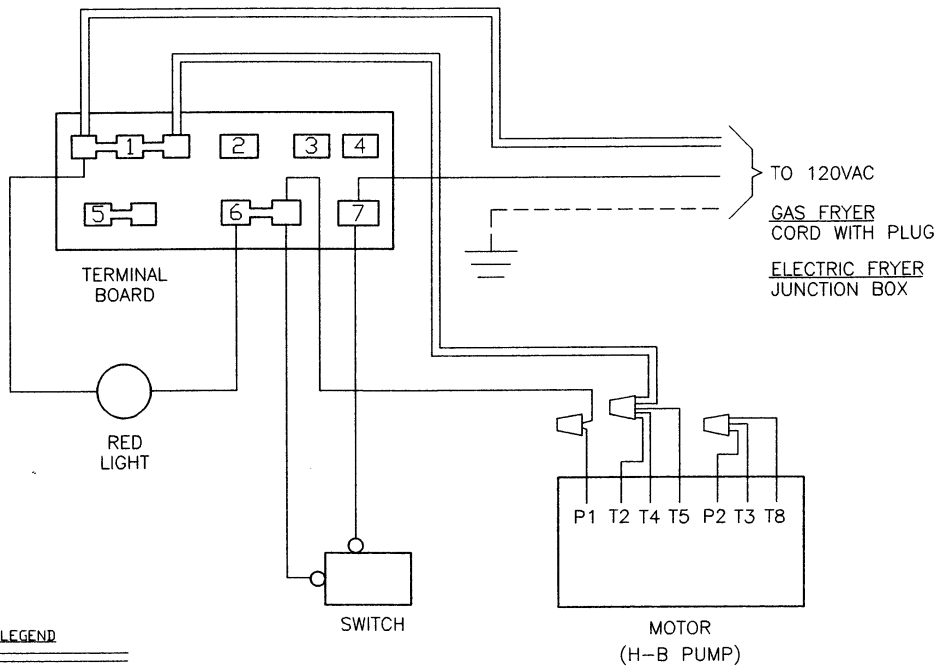 1
2
3
4
5
6
7
TERMINAL
BOARD
TO 120VAC
GAS FRYER
CORD WITH PLUG
ELECTRIC FRYER
JUNCTION BOX
RED
LIGHT
P1 T2 T4 T5 P2 T3 T8
SWITCH
MOTOR
(H-B PUMP)
LEGEND